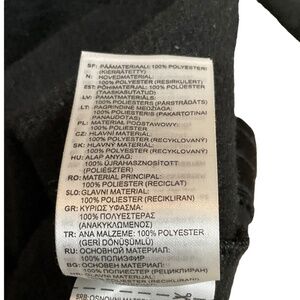 SF: PÄÄMATERIAALI: 100% POLYESTERI
(KIERRÄTETTY)
N: HOVEDMATERIAL:
100% POLYESTER (RESIRKULERT)
EST: PÕHIMATERJAL: 100% POLÜESTER
(TAASKASUTATUD)
LV: PAMATMATERIĀLS:
100% POLIESTERS (PĀRSTRĀDĀTS)
LT: PAGRINDINĖ MEDŽIAGA:
100% POLIESTERIS (PAKARTOTINAI
PANAUDOTAS)
PL: MATERIAŁ PODSTAWOWY:
100% POLIESTER
CZ: HLAVNÍ MATERIÁL:
100% POLYESTER (RECYKLOVANÝ)
SK: HLAVNÝ MATERIÁL:
100% POLYESTER (RECYKLOVANÝ)
HU: ALAP ANYAG:
100% ÚJRAHASZNOSÍTOTT
(POLIÉSZTER)
RO: MATERIAL PRINCIPAL:
100% POLIESTER (RECICLAT)
SLO: GLAVNI MATERIAL:
100% POLIESTER (RECIKLIRAN)
GR: ΚΥΡΙΩΣ ΥΦΑΣΜΑ:
100% ΠΟΛΥΕΣΤΕΡΑΣ
(ΑΝΑΚΥΚΛΩΜΕΝΟΣ)
TR: ANA MALZEME: 100% POLYESTER
(GERİ DÖNÜŞÜMLÜ)
RU: ОСНОВНОЙ МАТЕРИАЛ:
100% ПОЛИЭФИР
BG: ОСНОВЕН МАТЕРИАЛ:
100% ПОЛИЕСТЕР (РЕЦИКЛИРАН)